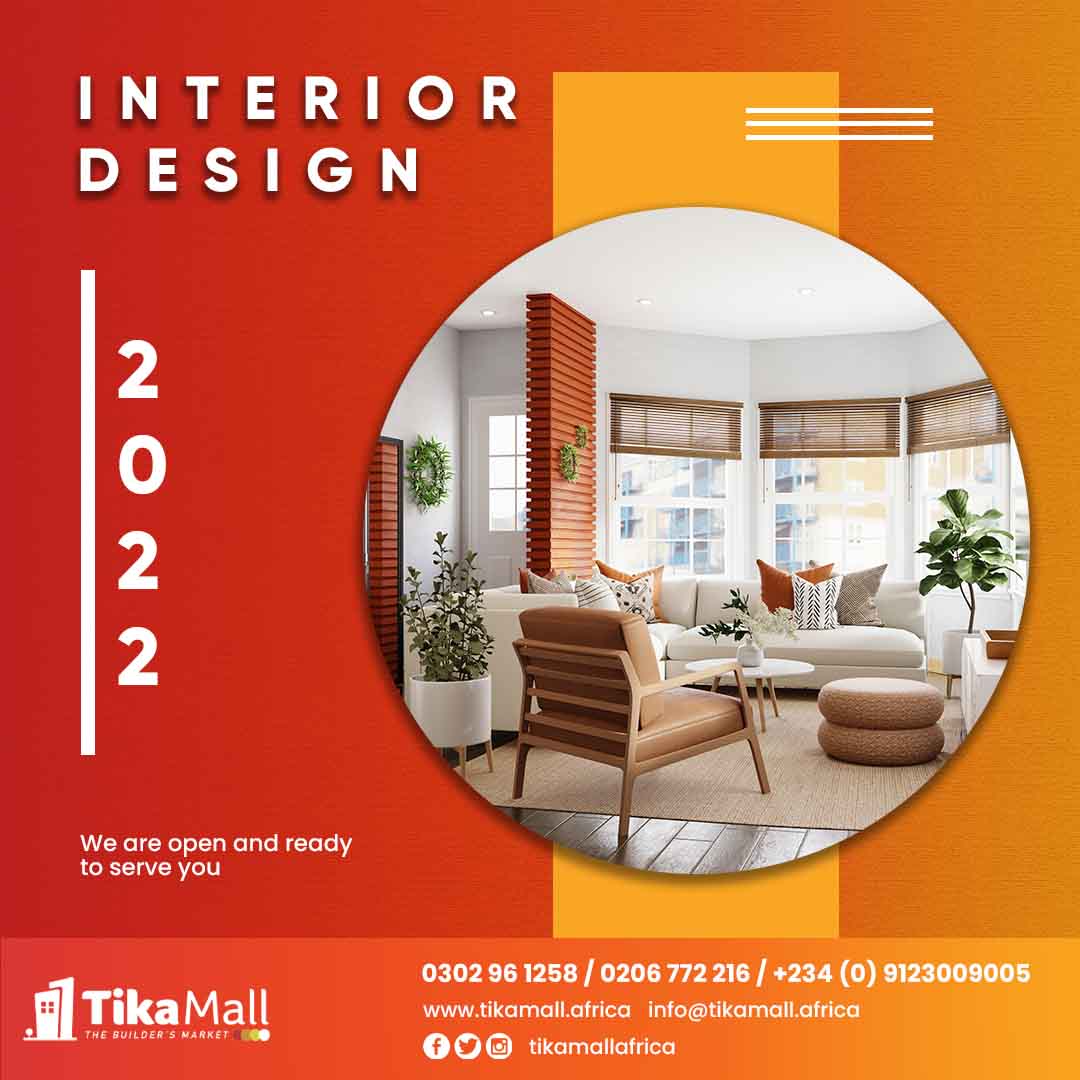 INTERIOR
DESIGN
2
0
2
2
We are open and ready
to serve you
TikaMall
THE BUILDER'S MARKET
0302 96 1258 / 0206 772 216 / +234 (0) 9123009005
www.tikamall.africa info@tikamall.africa
tikamallafrica